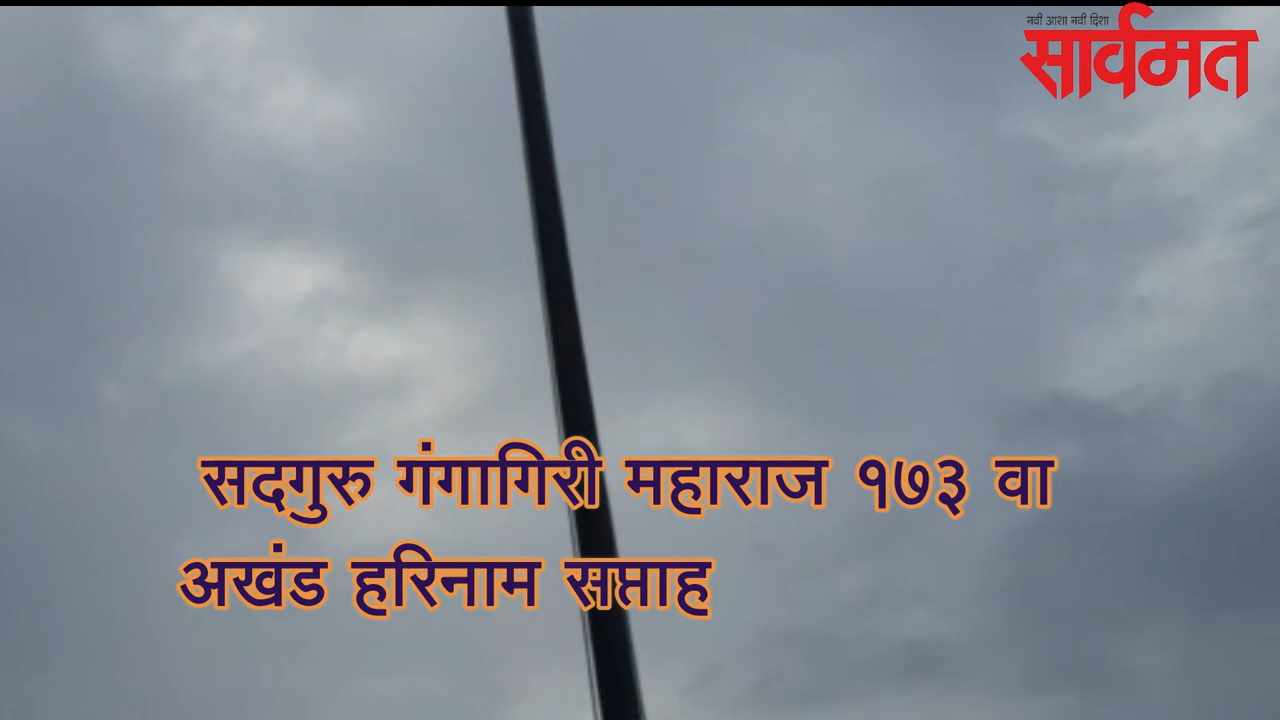 नवी आशा नवी दिशा
सार्वमत
सदगुरु गंगागिरी महाराज १७३ वा
अखंड हरिनाम सप्ताह